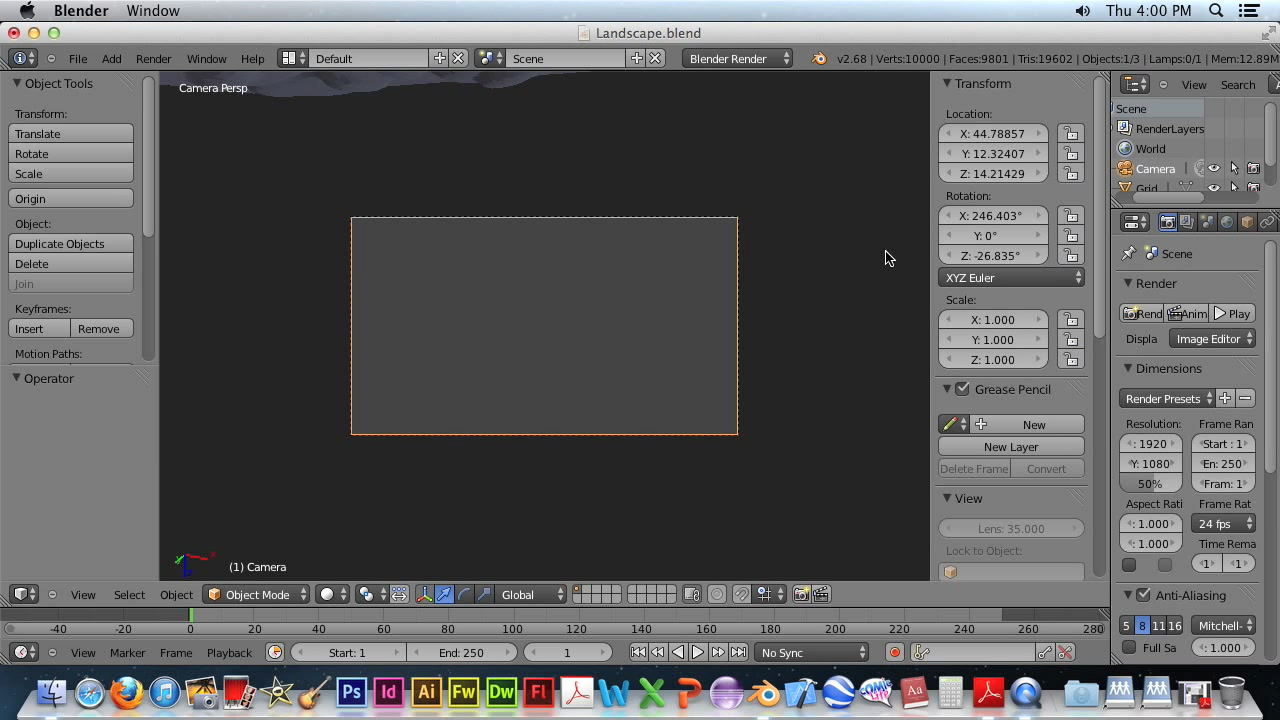 Blender Window Thu 4:00 PM
Landscape.blend
File Add Render Window Help Default Scene Blender Render v2.68 | Verts:10000 | Faces:9801 | Tris:19602 | Objects:1/3 | Lamps:0/1 | Mem:12.89M
Object Tools
Transform:
Translate
Rotate
Scale
Origin
Object:
Duplicate Objects
Delete
Join
Keyframes:
Insert Remove
Motion Paths:
Operator
Camera Persp
(1) Camera
Transform
Location:
X: 44.78857
Y: 12.32407
Z: 14.21429
Rotation:
X: 246.403°
Y: 0°
Z: -26.835°
XYZ Euler
Scale:
X: 1.000
Y: 1.000
Z: 1.000
Grease Pencil
New
New Layer
Delete Frame Convert
View
Lens: 35.000
Lock to Object:
View Search
Scene
RenderLayers
World
Camera
Grid
Scene
Render
Rend Anim Play
Displa Image Editor
Dimensions
Render Presets
Resolution: Frame Ran
: 1920 Start : 1
Y: 1080 En: 250
50% Fram: 1
Aspect Rati Frame Rat
: 1.000 24 fps
: 1.000 Time Rema
1 1
Anti-Aliasing
5 8 11 16 Mitchell-
Full Sa : 1.000
View Select Object Object Mode Global
-40 -20 0 20 40 60 80 100 120 140 160 180 200 220 240 260 280
View Marker Frame Playback Start: 1 End: 250 1 No Sync
Ps Id Ai Fw Dw Fl W X P Aa